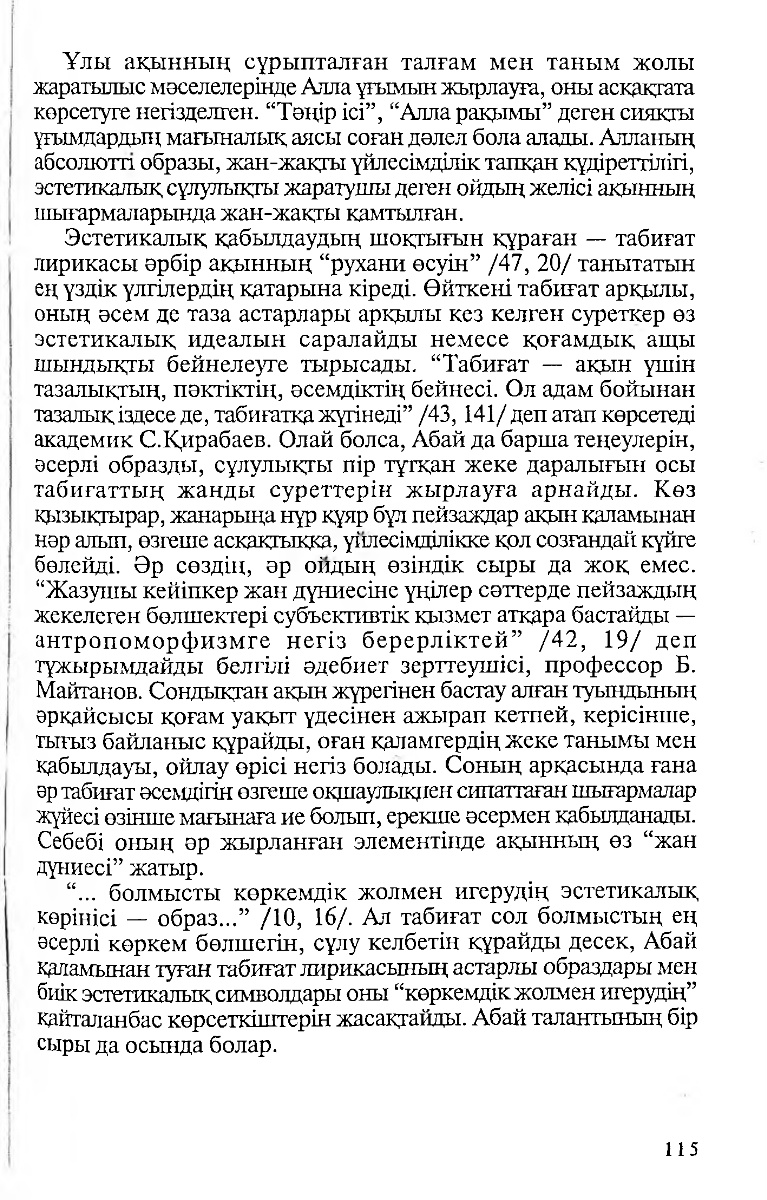 Ұлы ақынның сұрыпталған талғам мен таным жолы
жаратылыс мәселелерінде Алла ұғымын жырлауға, оны асқақтата
көрсетуге негізделген. “Тәңір ісі”, “Алла рақымы” деген сияқты
ұғымдардың мағыналық аясы соған дәлел бола алады. Алланың
абсолютті образы, жан-жақты үйлесімділік тапқан құдіреттілігі,
эстетикалық сұлулықты жаратушы деген ойдың желісі ақынның
шығармаларында жан-жақты қамтылған.
Эстетикалық қабылдаудың шоқтығын құраған — табиғат
лирикасы әрбір ақынның “рухани өсуін” /47, 20/ танытатын
ең үздік үлгілердің қатарына кіреді. Өйткені табиғат арқылы,
оның әсем де таза астарлары арқылы кез келген суреткер өз
эстетикалық идеалын саралайды немесе қоғамдық ащы
шындықты бейнелеуге тырысады. “Табиғат — ақын үшін
тазалықтың, пәктіктің, әсемдіктің бейнесі. Ол адам бойынан
тазалық іздесе де, табиғатқа жүгінеді” /43, 141/ деп атап көрсетеді
академик С.Қирабаев. Олай болса, Абай да барша теңеулерін,
әсерлі образды, сұлулықты пір тұтқан жеке даралығын осы
табиғаттың жанды суреттерін жырлауға арнайды. Көз
қызықтырар, жанарыңа нұр құяр бұл пейзаждар ақын қаламынан
нәр алып, өзгеше асқақтыққа, үйлесімділікке қол созғандай күйге
бөлейді. Әр сөздің, әр ойдың өзіндік сыры да жоқ емес.
“Жазушы кейіпкер жан дүниесіне үңілер сәттерде пейзаждың
жекелеген бөлшектері субъективтік қызмет атқара бастайды —
антропоморфизмге негіз берерліктей” /42, 19/ деп
тұжырымдайды белгілі әдебиет зерттеушісі, профессор Б.
Майтанов. Сондықтан ақын жүрегінен бастау алған туындының
әрқайсысы қоғам уақыт үдесінен ажырап кетпей, керісінше,
тығыз байланыс құрайды, оған қаламгердің жеке танымы мен
қабылдауы, ойлау өрісі негіз болады. Соның арқасында ғана
әр табиғат әсемдігін өзгеше оқшаулықпен сипаттаған шығармалар
жүйесі өзінше мағынаға ие болып, ерекше әсермен қабылданады.
Себебі оның әр жырланған элементінде ақынның өз “жан
дүниесі” жатыр.
“... болмысты көркемдік жолмен игерудің эстетикалық
көрінісі — образ...” /10, 16/. Ал табиғат сол болмыстың ең
әсерлі көркем бөлшегін, сұлу келбетін құрайды десек, Абай
қаламынан туған табиғат лирикасының астарлы образдары мен
биік эстетикалық символдары оны “көркемдік жолмен игерудің”
қайталанбас көрсеткіштерін жасақтайды. Абай талантының бір
сыры да осында болар.
115